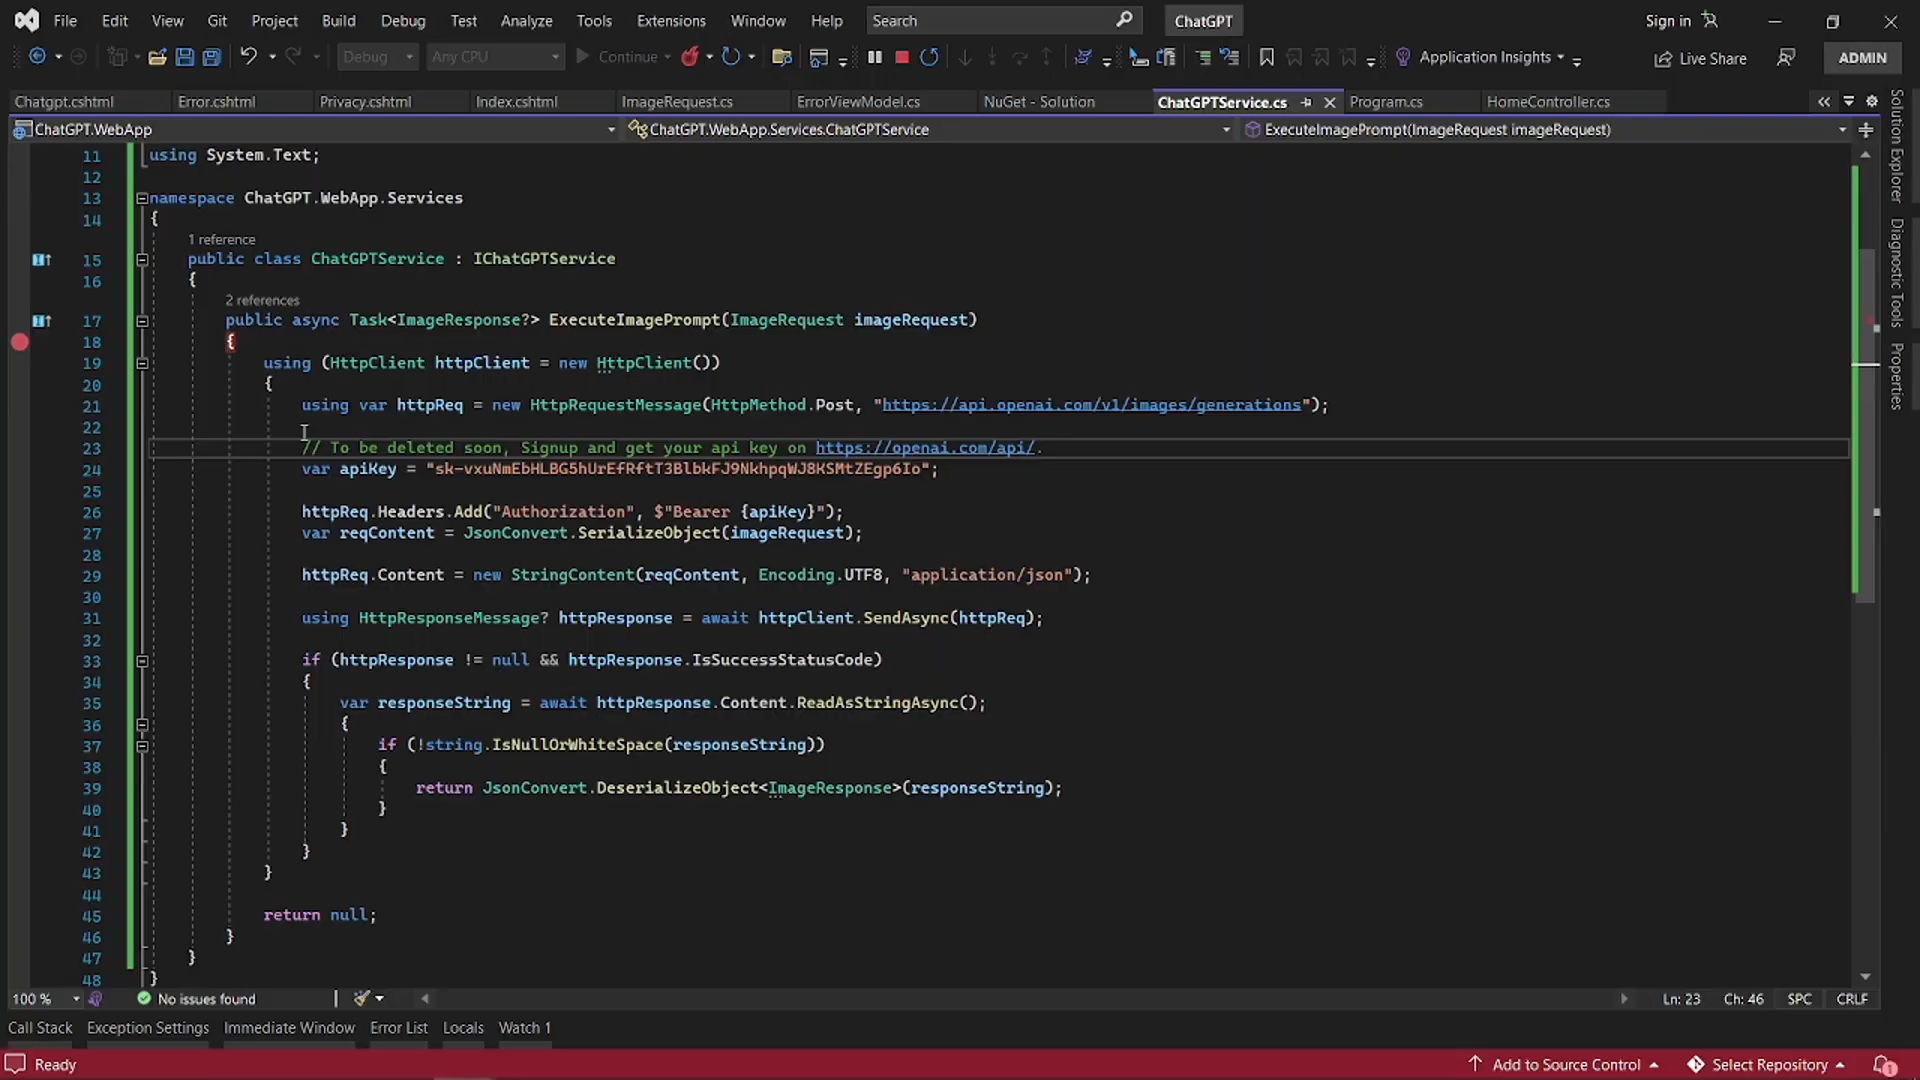 File Edit View Git Project Build Debug Test Analyze Tools Extensions Window Help Search ChatGPT Sign in
Debug Any CPU Continue Application Insights Live Share ADMIN
Chatgpt.cshtml Error.cshtml Privacy.cshtml Index.cshtml ImageRequest.cs ErrorViewModel.cs NuGet - Solution ChatGPTService.cs Program.cs HomeController.cs
ChatGPT.WebApp ChatGPT.WebApp.Services.ChatGPTService ExecuteImagePrompt(ImageRequest imageRequest)
11 using System.Text;
12
13 namespace ChatGPT.WebApp.Services
14 {
1 reference
15 public class ChatGPTService : IChatGPTService
16 {
2 references
17 public async Task<ImageResponse?> ExecuteImagePrompt(ImageRequest imageRequest)
18 {
19 using (HttpClient httpClient = new HttpClient())
20 {
21 using var httpReq = new HttpRequestMessage(HttpMethod.Post, "https://api.openai.com/v1/images/generations");
22
23 // To be deleted soon, Signup and get your api key on https://openai.com/api/.
24 var apiKey = "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";
25
26 httpReq.Headers.Add("Authorization", $"Bearer {apiKey}");
27 var reqContent = JsonConvert.SerializeObject(imageRequest);
28
29 httpReq.Content = new StringContent(reqContent, Encoding.UTF8, "application/json");
30
31 using HttpResponseMessage? httpResponse = await httpClient.SendAsync(httpReq);
32
33 if (httpResponse != null && httpResponse.IsSuccessStatusCode)
34 {
35 var responseString = await httpResponse.Content.ReadAsStringAsync();
36 {
37 if (!string.IsNullOrWhiteSpace(responseString))
38 {
39 return JsonConvert.DeserializeObject<ImageResponse>(responseString);
40 }
41 }
42 }
43 }
44
45 return null;
46 }
47 }
48 }
Solution Explorer
Diagnostic Tools
Properties
100 % No issues found Ln: 23 Ch: 46 SPC CRLF
Call Stack Exception Settings Immediate Window Error List Locals Watch 1
Ready Add to Source Control Select Repository 1